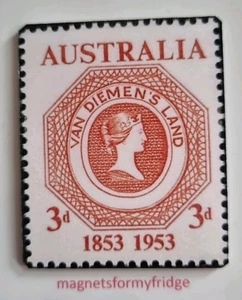 AUSTRALIA
VAN DIEMEN'S LAND
3d 3d
1853 1953
magnetsformyfridge